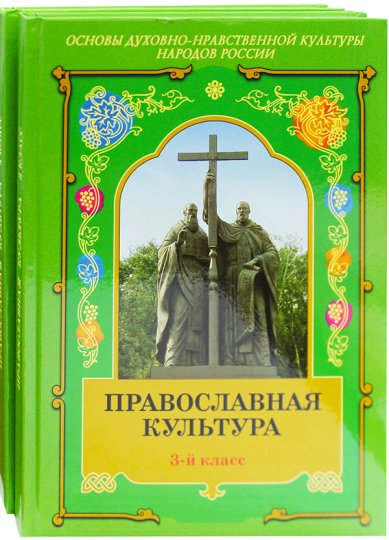 ОСНОВЫ ДУХОВНО-НРАВСТВЕННОЙ КУЛЬТУРЫ
НАРОДОВ РОССИИ
ПРАВОСЛАВНАЯ
КУЛЬТУРА
3-й класс